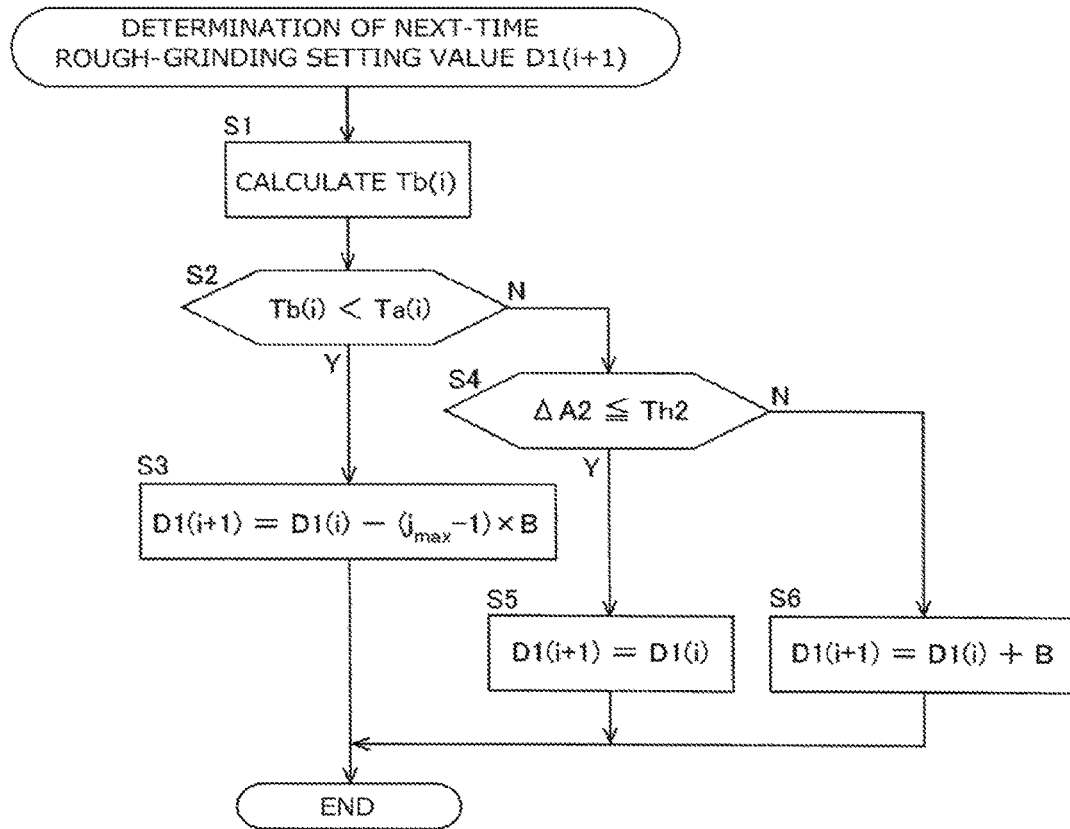 DETERMINATION OF NEXT-TIME
ROUGH-GRINDING SETTING VALUE D1(i+1)
S1
CALCULATE Tb(i)
S2
Tb(i) < Ta(i)
N
Y
S4
Δ A2 ≦ Th2
N
Y
S3
D1(i+1) = D1(i) − (jmax−1) × B
S5
D1(i+1) = D1(i)
S6
D1(i+1) = D1(i) + B
END